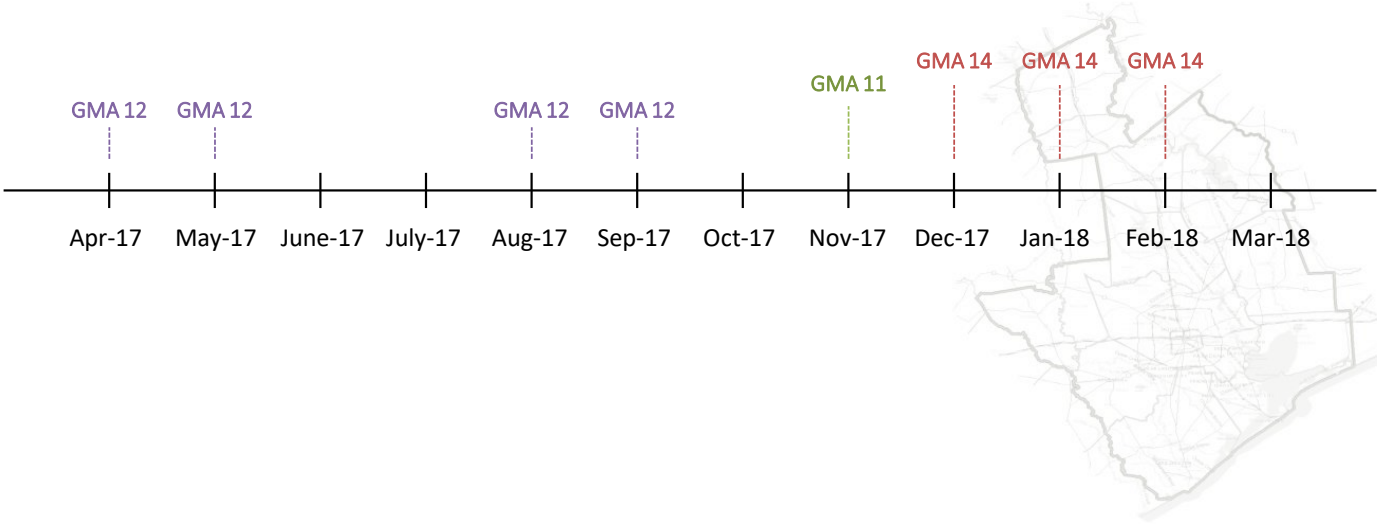 GMA 14 GMA 14 GMA 14
GMA 11
GMA 12 GMA 12 GMA 12 GMA 12
Apr-17 May-17 June-17 July-17 Aug-17 Sep-17 Oct-17 Nov-17 Dec-17 Jan-18 Feb-18 Mar-18